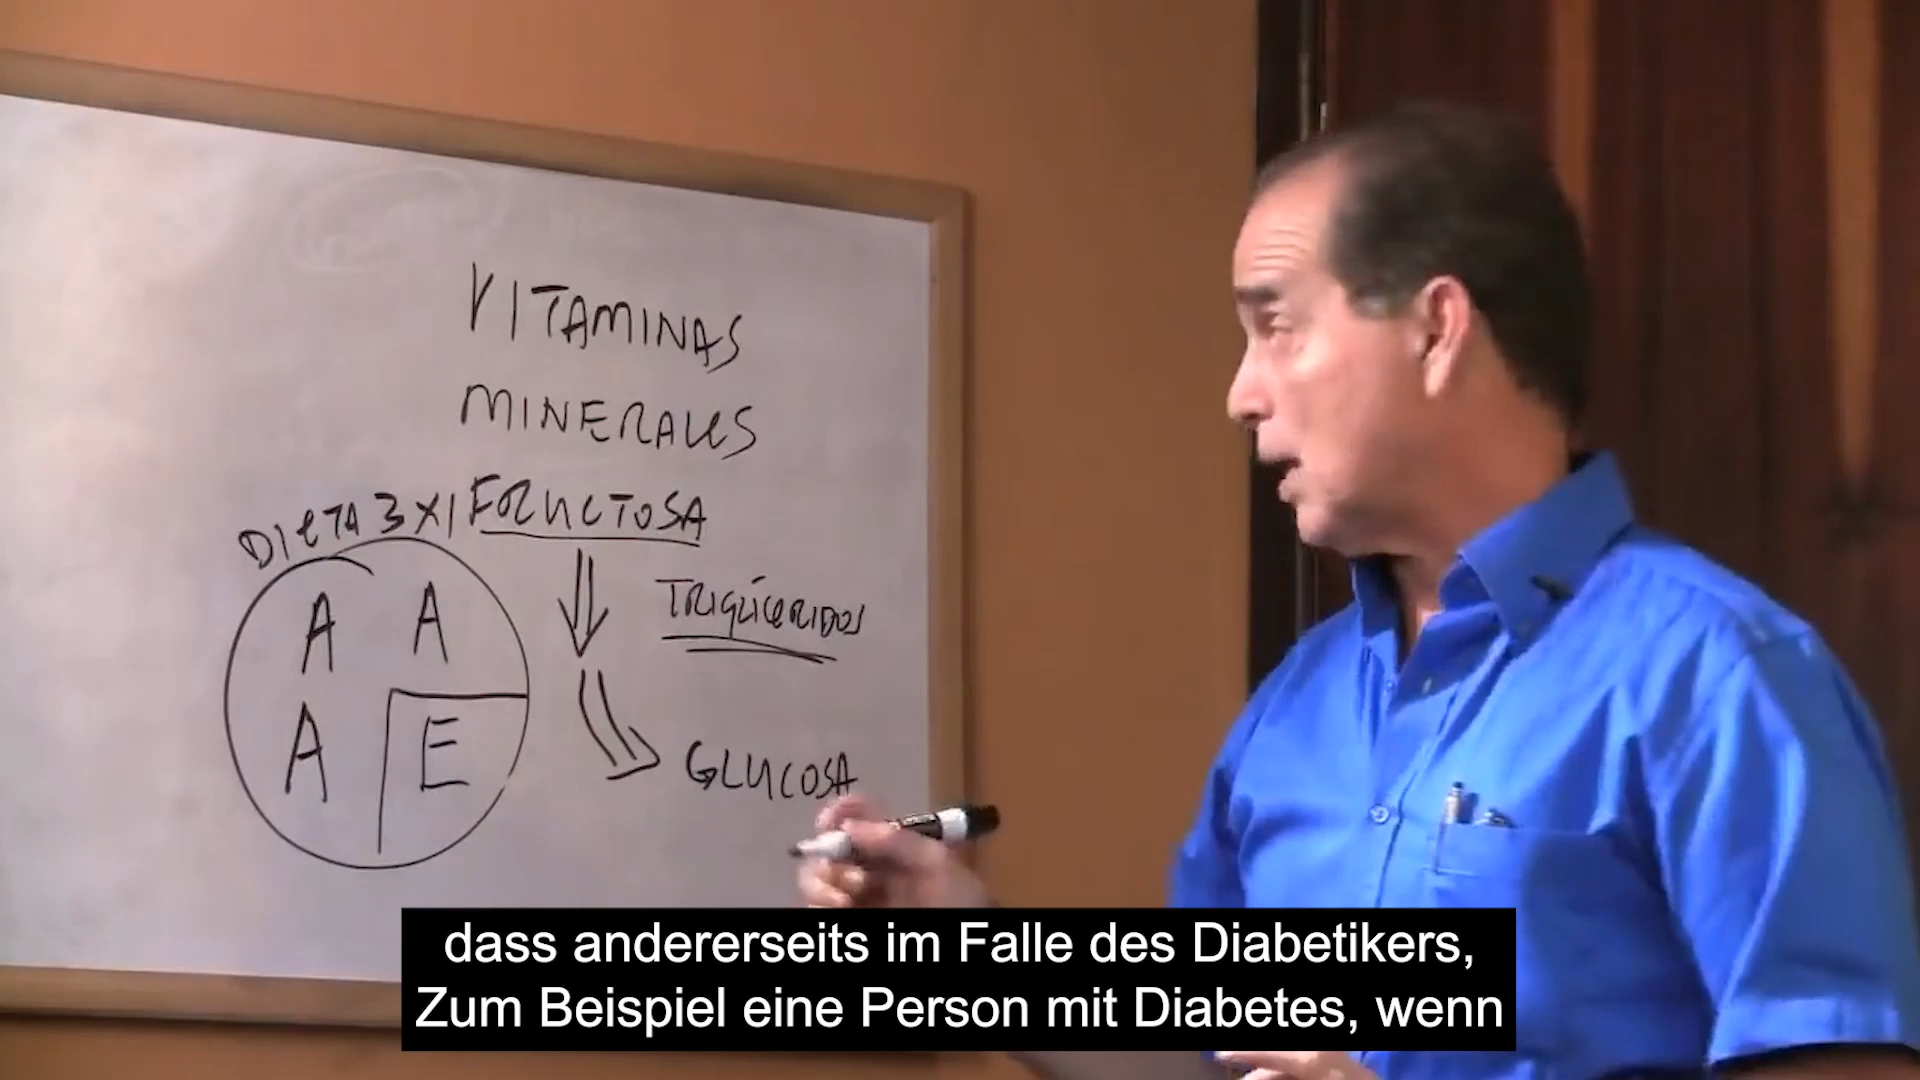 VITAMINAS
MINERALES
DIETA 3X1 FRUCTOSA
TRIGLICERIDOS
A A
A E
GLUCOSA
dass andererseits im Falle des Diabetikers,
Zum Beispiel eine Person mit Diabetes, wenn